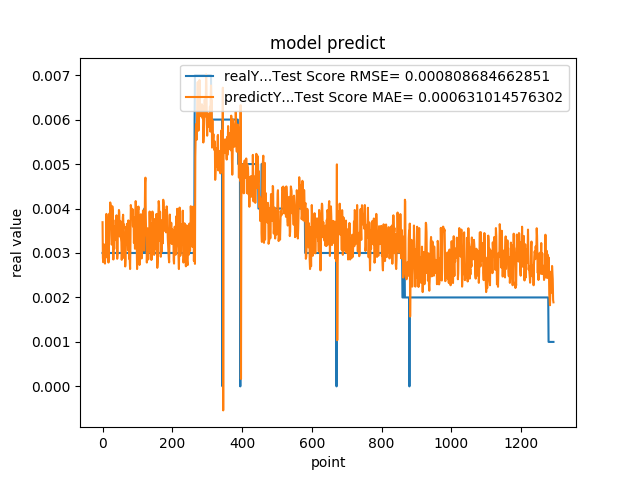 model predict
realY...Test Score RMSE= 0.000808684662851
predictY...Test Score MAE= 0.000631014576302
0.007
0.006
0.005
0.004
0.003
0.002
0.001
0.000
real value
0 200 400 600 800 1000 1200
point